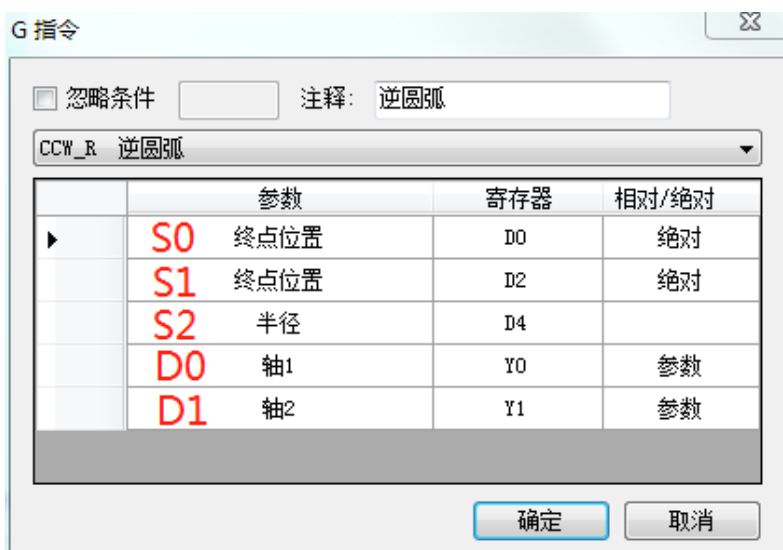 G 指令
忽略条件 注释: 逆圆弧
CCW_R 逆圆弧
参数 寄存器 相对/绝对
S0 终点位置 D0 绝对
S1 终点位置 D2 绝对
S2 半径 D4
D0 轴1 Y0 参数
D1 轴2 Y1 参数
确定 取消